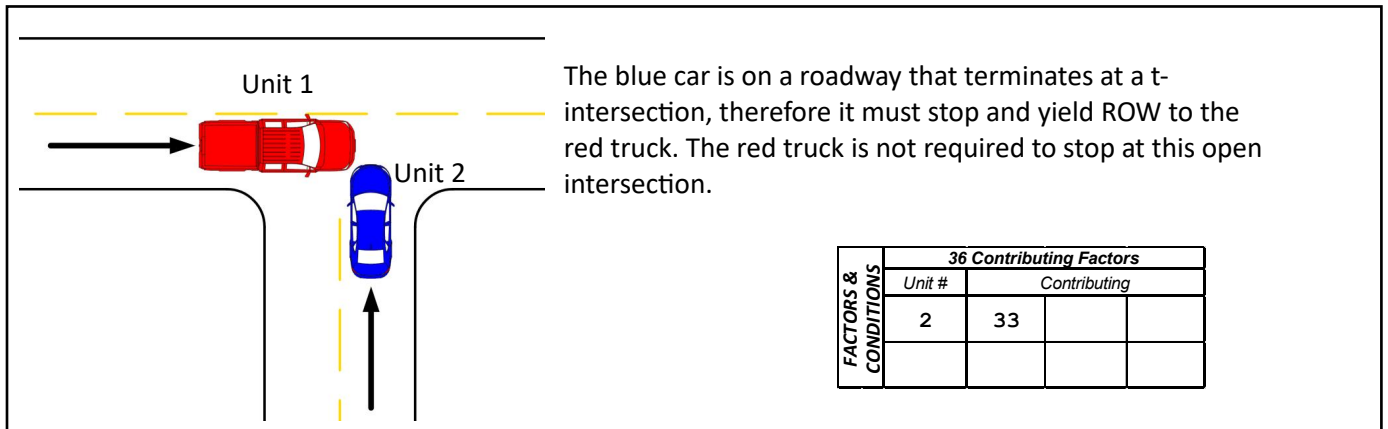 Unit 1
Unit 2
The blue car is on a roadway that terminates at a t-
intersection, therefore it must stop and yield ROW to the
red truck. The red truck is not required to stop at this open
intersection.
FACTORS &
CONDITIONS
36 Contributing Factors
Unit # Contributing
2 33